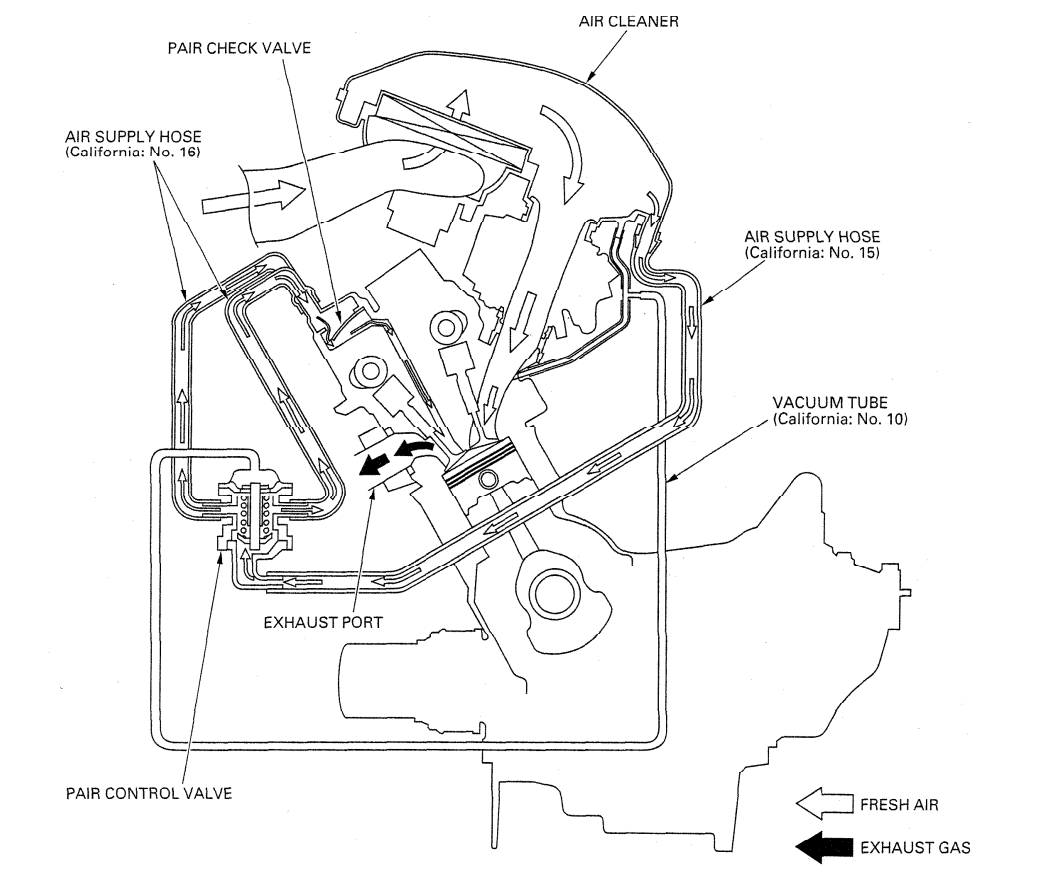 AIR CLEANER
PAIR CHECK VALVE
AIR SUPPLY HOSE
(California: No. 16)
AIR SUPPLY HOSE
(California: No. 15)
VACUUM TUBE
(California: No. 10)
EXHAUST PORT
PAIR CONTROL VALVE
FRESH AIR
EXHAUST GAS